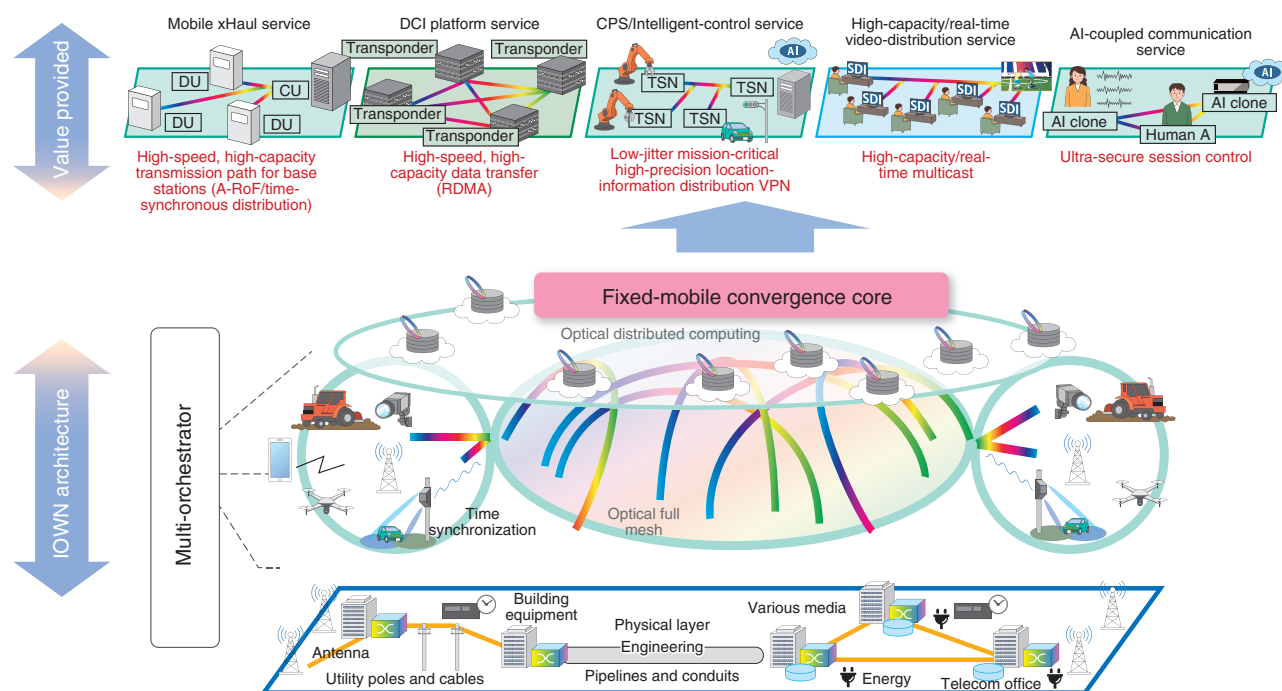 Value provided
Mobile xHaul service
DU
CU
DU
DU
High-speed, high-capacity
transmission path for base
stations (A-RoF/time-
synchronous distribution)
DCI platform service
Transponder
Transponder
Transponder
Transponder
High-speed, high-
capacity data transfer
(RDMA)
CPS/Intelligent-control service
AI
TSN
TSN
TSN
TSN
Low-jitter mission-critical
high-precision location-
information distribution VPN
High-capacity/real-time
video-distribution service
SDI
SDI
SDI
SDI
SDI
High-capacity/real-
time multicast
AI-coupled communication
service
AI
AI clone
AI clone
Human A
Ultra-secure session control
IOWN architecture
Multi-orchestrator
Fixed-mobile convergence core
Optical distributed computing
Optical full
mesh
Time
synchronization
Antenna
Building
equipment
Utility poles and cables
Physical layer
Engineering
Pipelines and conduits
Various media
Energy
Telecom office